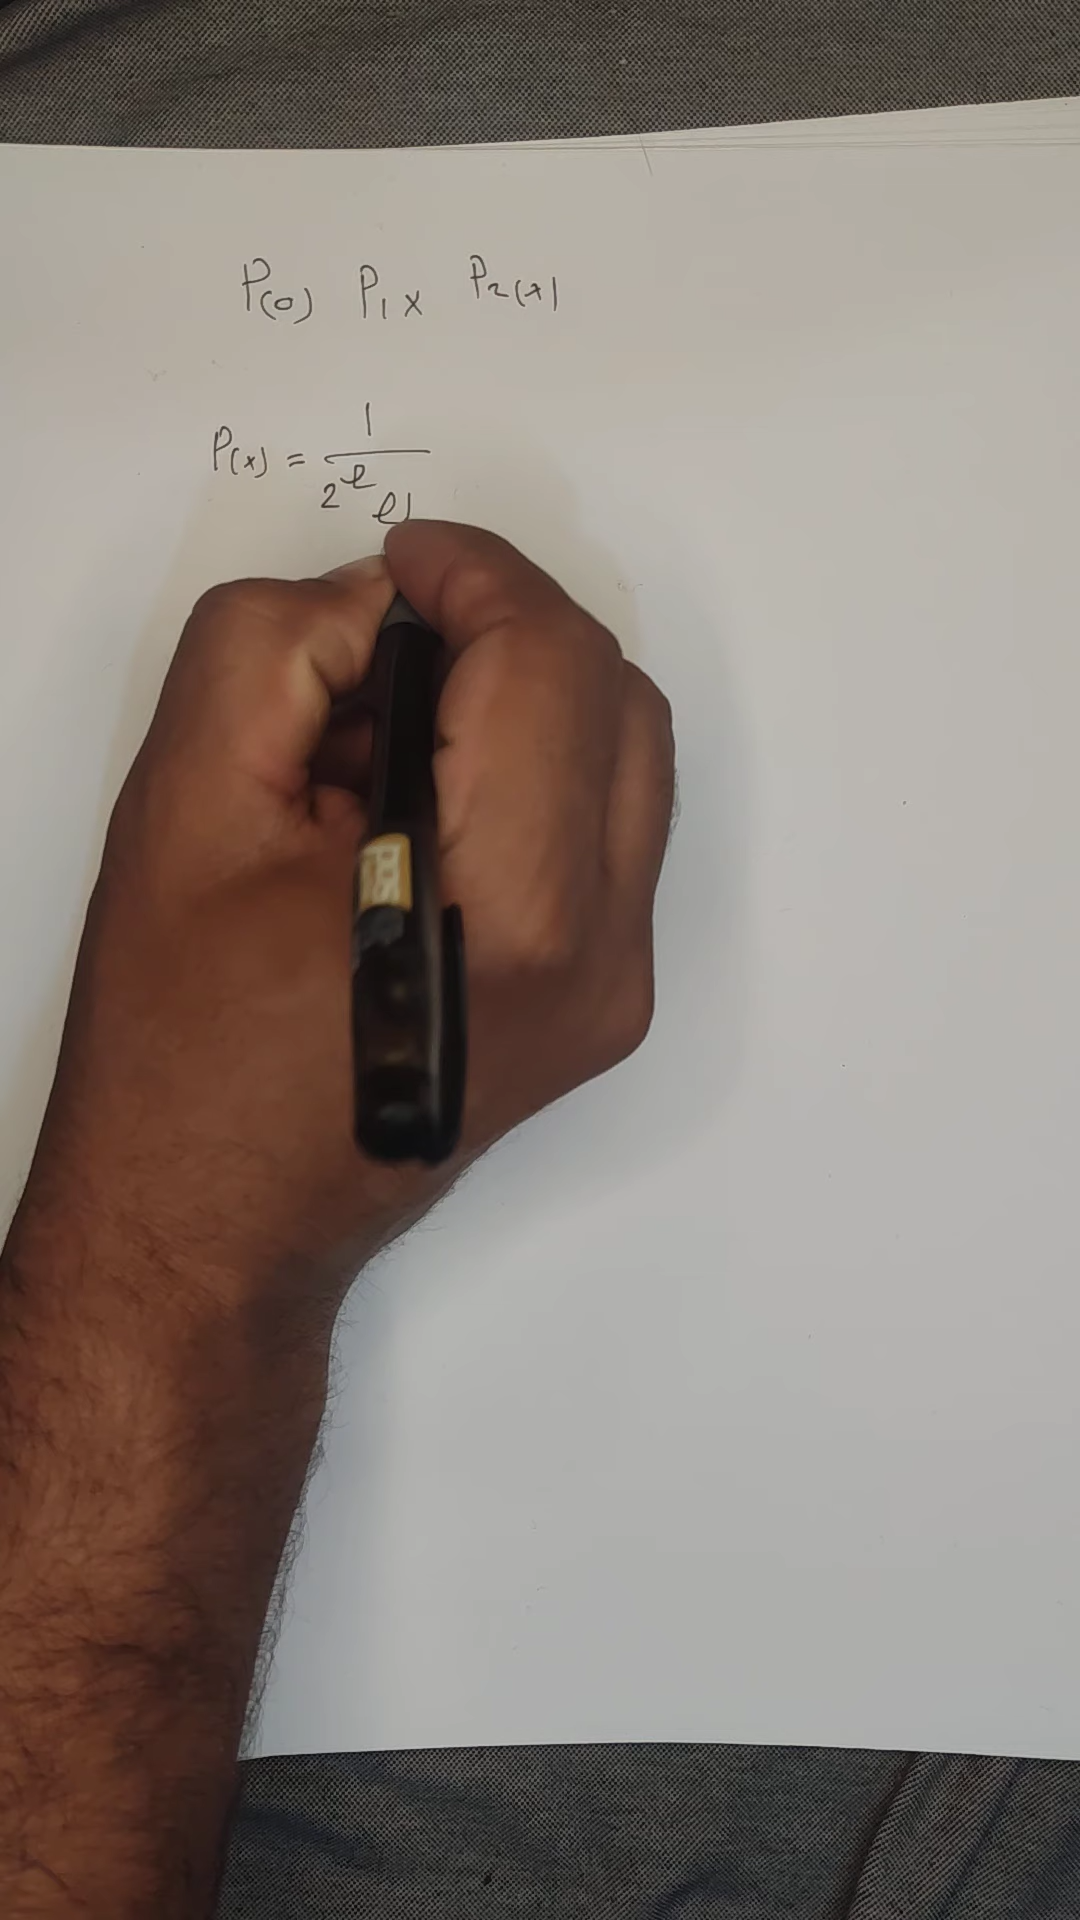 P(0) P₁x P₂(x)
P(x) = 1 / 2^l l